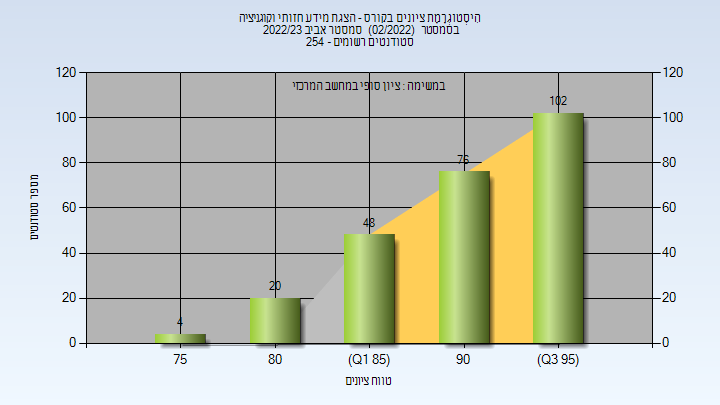 היסטוגרמת ציונים בקורס - הצגת מידע חזותי וקוגניציה
בסמסטר (02/2022) סמסטר אביב 2022/23
סטודנטים רשומים - 254
במשימה : ציון סופי במחשב המרכזי
120 120
100 100
80 80
60 60
40 40
20 20
0 0
4 20 48 76 102
75 80 (Q1 85) 90 (Q3 95)
מספר סטודנטים
טווח ציונים